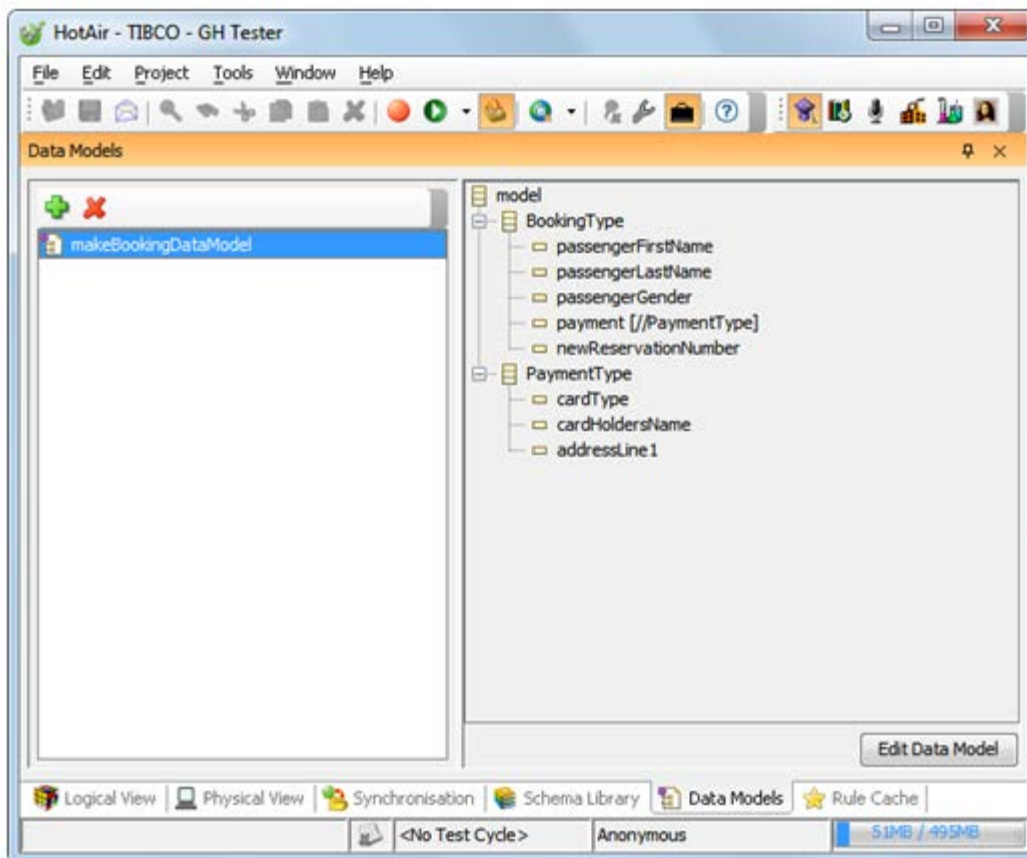 HotAir - TIBCO - GH Tester
File Edit Project Tools Window Help
Data Models
makeBookingDataModel
model
BookingType
passengerFirstName
passengerLastName
passengerGender
payment [//PaymentType]
newReservationNumber
PaymentType
cardType
cardHoldersName
addressLine1
Edit Data Model
Logical View Physical View Synchronisation Schema Library Data Models Rule Cache
<No Test Cycle> Anonymous 51MB / 495MB